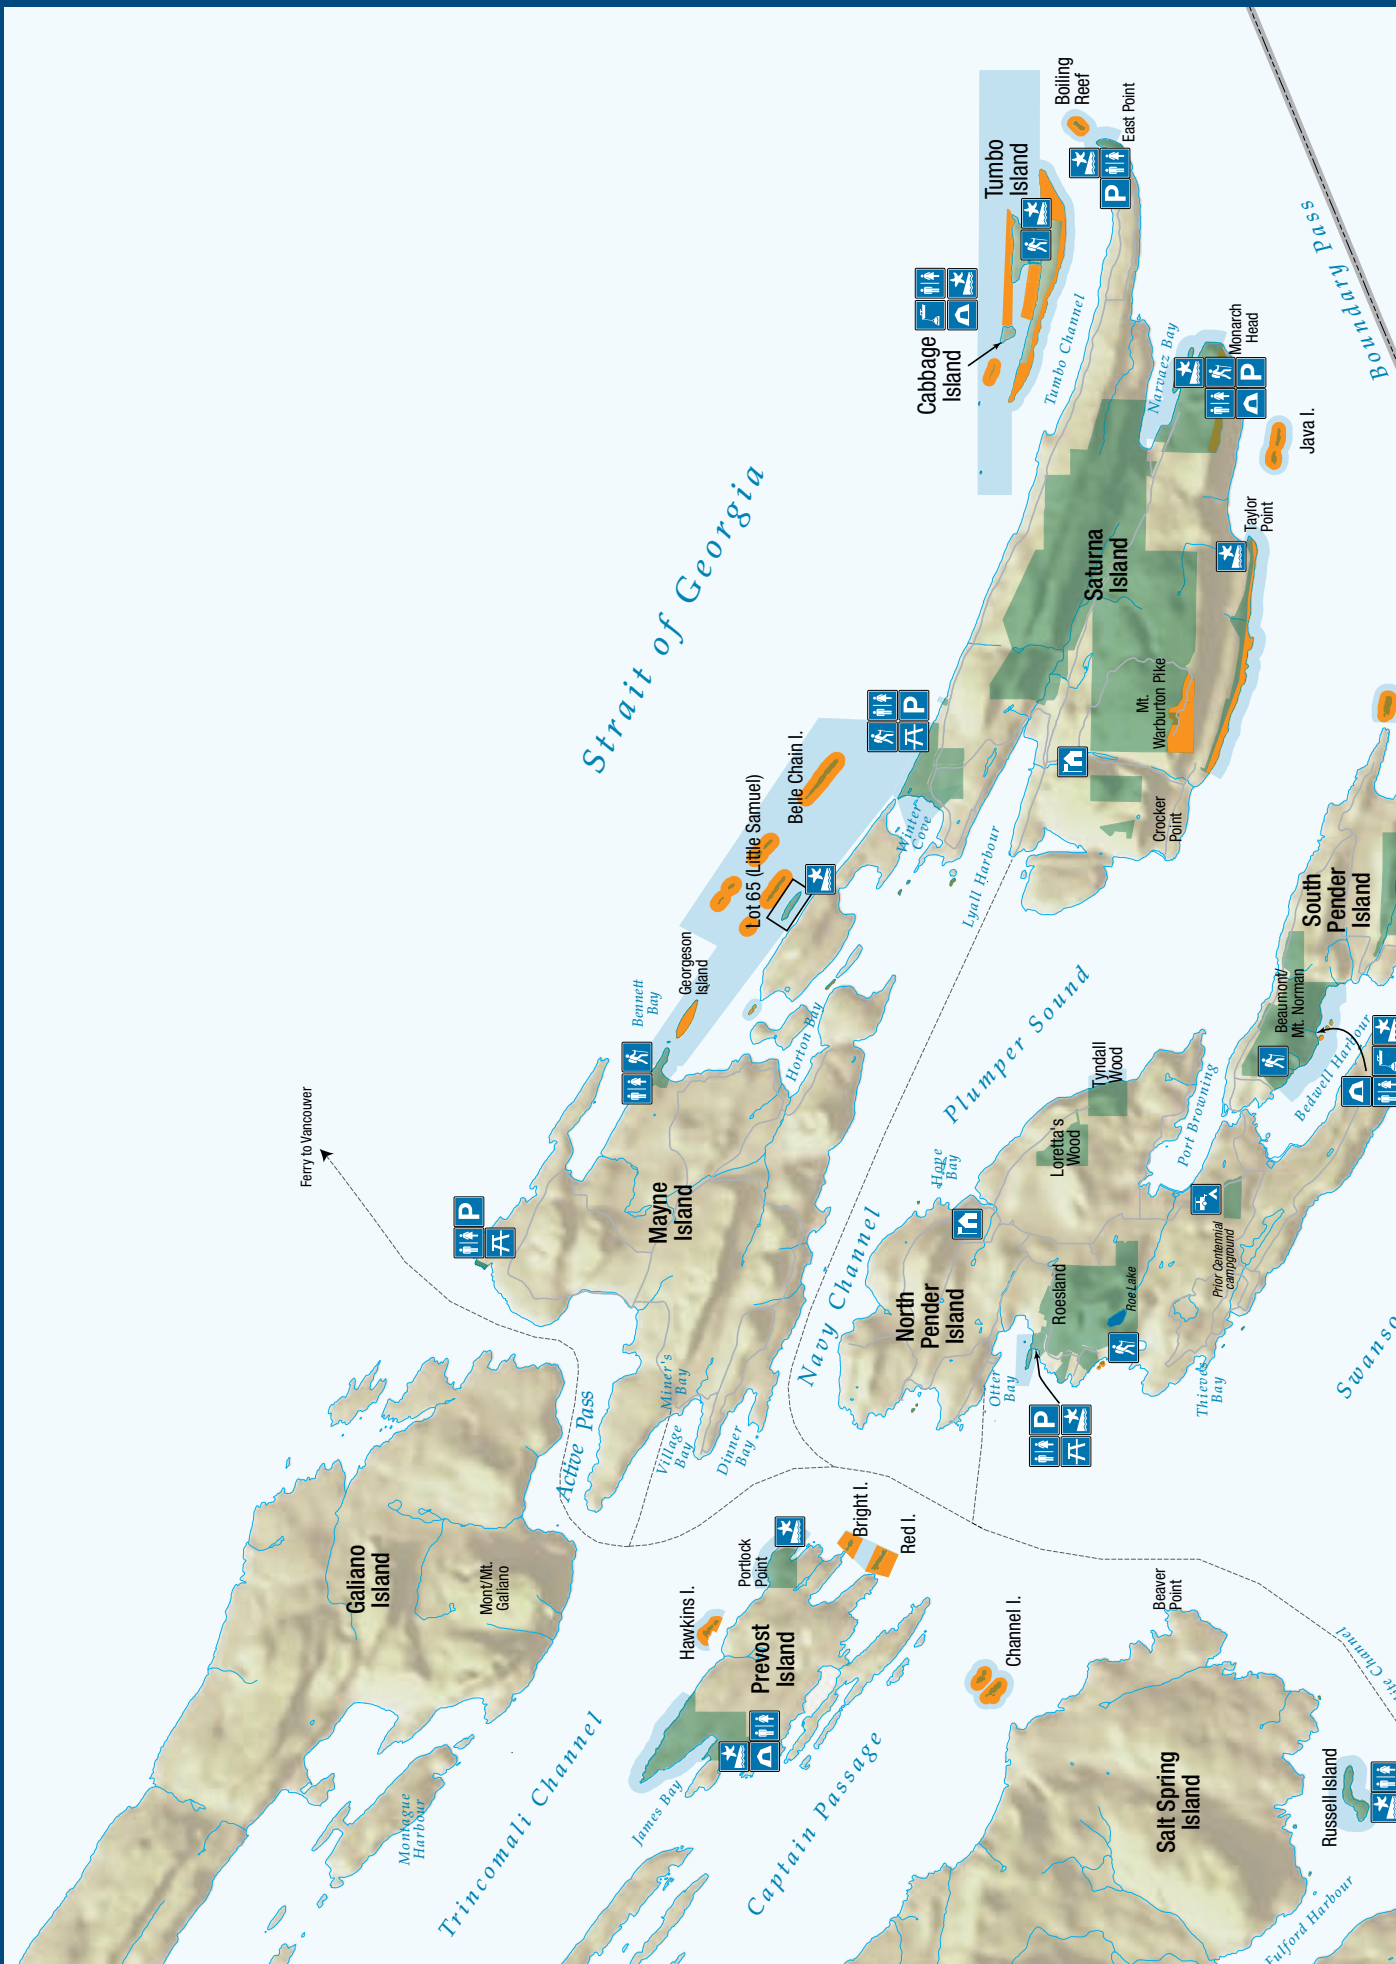 Boiling
Reef
East Point
Tumbo
Island
Boundary Pass
Cabbage
Island
Tumbo Channel
Narvaez Bay
Monarch
Head
P
P
Java I.
Strait of Georgia
Taylor
Point
Saturna
Island
Mt.
Warburton Pike
P
Belle Chain I.
Lot 65 (Little Samuel)
Winter
Cove
Crocker
Point
Lyall Harbour
South
Pender
Island
Georgeson
Island
Bennett
Bay
Horton Bay
Plumper Sound
Beaumont/
Mt. Norman
Bedwell Harbour
Tyndall
Wood
Port Browning
Loretta's
Wood
Ferry to Vancouver
Hope
Bay
P
Mayne
Island
Navy Channel
North
Pender
Island
Roesland
Roe Lake
Prior Centennial
campground
Swanso
Otter
Bay
Thieves
Bay
P
Miner's
Bay
Village
Bay
Dinner
Bay
Active Pass
Galiano
Island
Mont/Mt.
Galiano
Portlock
Point
Bright I.
Red I.
Hawkins I.
Prevost
Island
Channel I.
Beaver
Point
Channel
Trincomali Channel
James Bay
Captain Passage
Montague
Harbour
Salt Spring
Island
Russell Island
Fulford Harbour